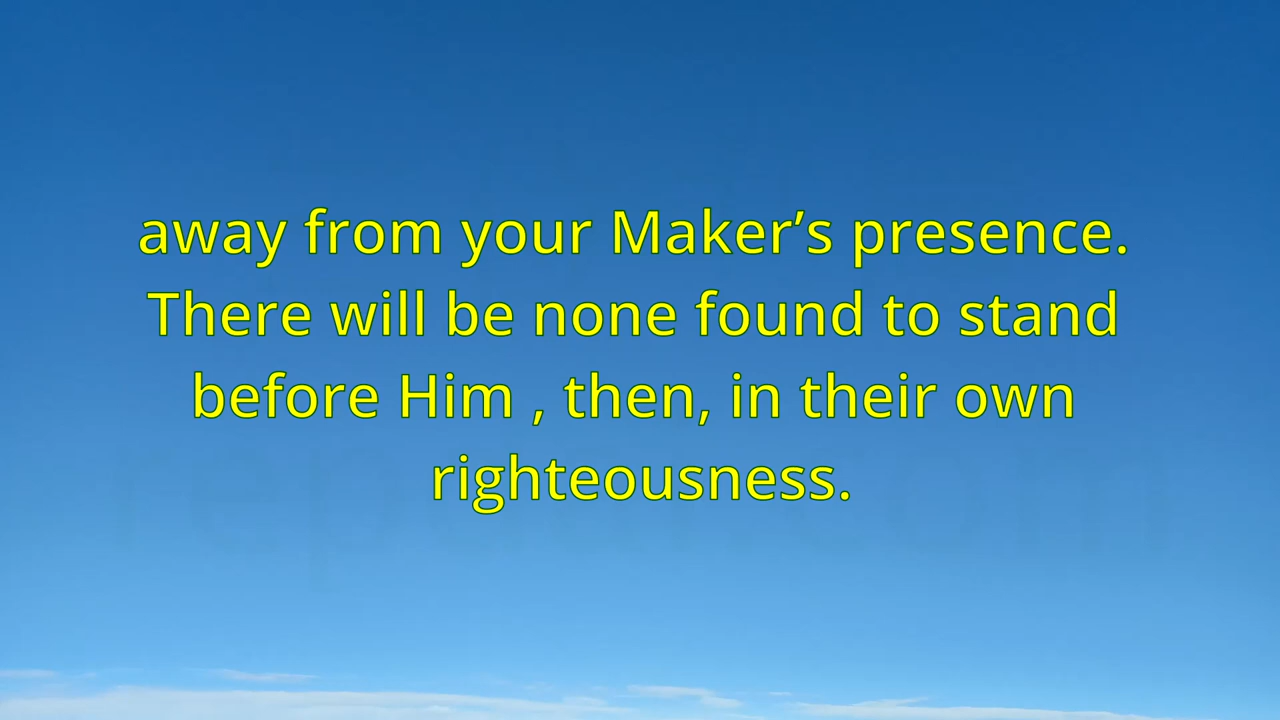 away from your Maker’s presence.
There will be none found to stand
before Him , then, in their own
righteousness.